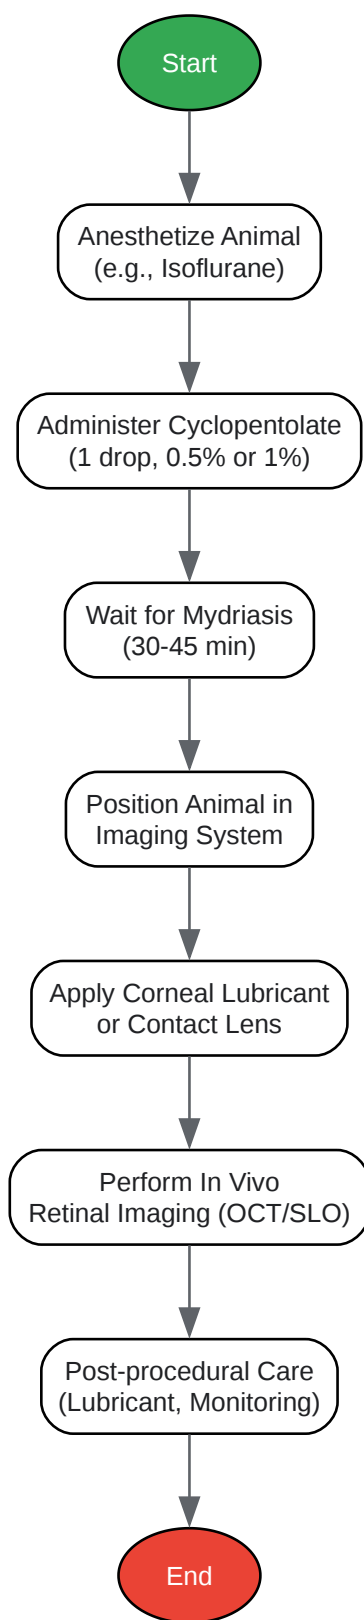 Start
Anesthetize Animal
(e.g., Isoflurane)
Administer Cyclopentolate
(1 drop, 0.5% or 1%)
Wait for Mydriasis
(30-45 min)
Position Animal in
Imaging System
Apply Corneal Lubricant
or Contact Lens
Perform In Vivo
Retinal Imaging (OCT/SLO)
Post-procedural Care
(Lubricant, Monitoring)
End